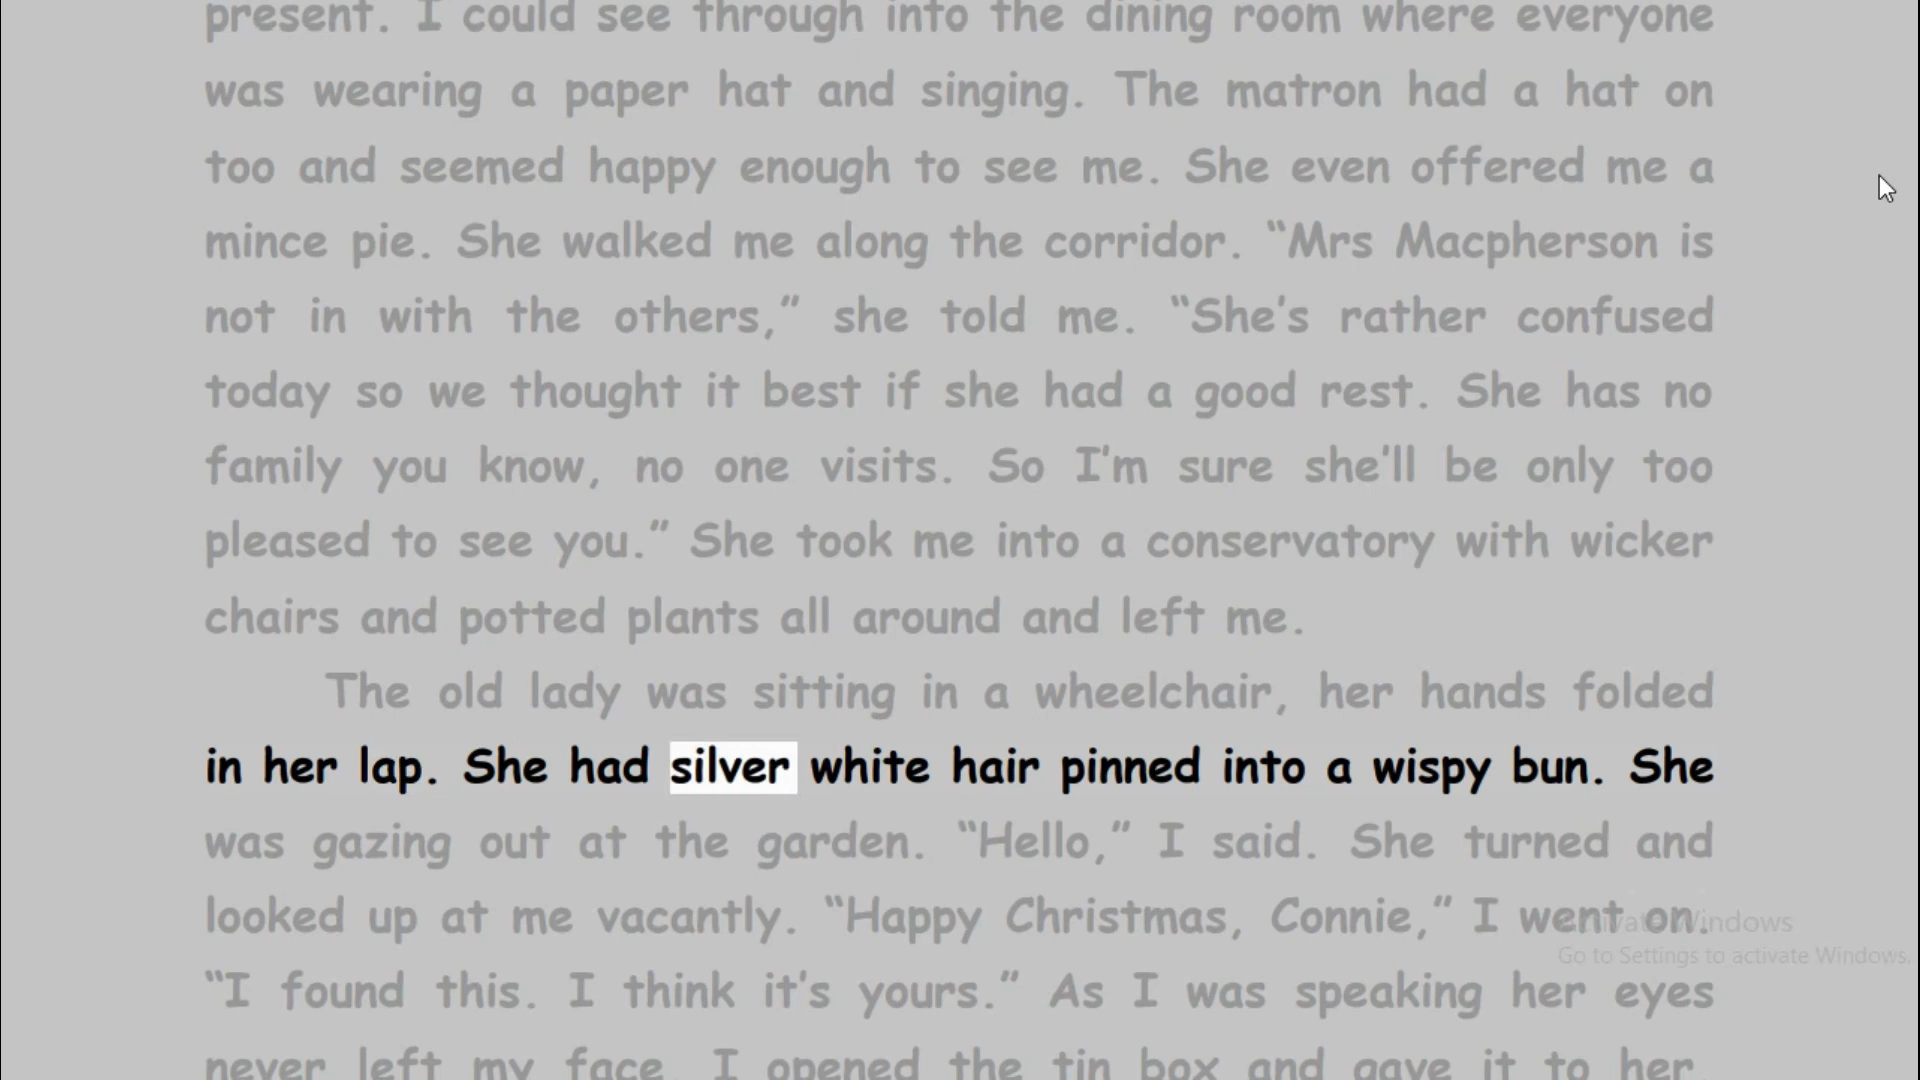 present. I could see through into the dining room where everyone
was wearing a paper hat and singing. The matron had a hat on
too and seemed happy enough to see me. She even offered me a
mince pie. She walked me along the corridor. “Mrs Macpherson is
not in with the others,” she told me. “She’s rather confused
today so we thought it best if she had a good rest. She has no
family you know, no one visits. So I’m sure she’ll be only too
pleased to see you.” She took me into a conservatory with wicker
chairs and potted plants all around and left me.
The old lady was sitting in a wheelchair, her hands folded
in her lap. She had silver white hair pinned into a wispy bun. She
was gazing out at the garden. “Hello,” I said. She turned and
looked up at me vacantly. “Happy Christmas, Connie,” I went on.
Activate Windows
Go to Settings to activate Windows.
“I found this. I think it’s yours.” As I was speaking her eyes
never left my face. I opened the tin box and gave it to her.